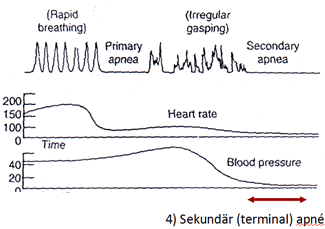 (Rapid breathing)
(Irregular gasping)
Primary apnea
Secondary apnea
200
150
100
0
Heart rate
Time
40
20
0
Blood pressure
4) Sekundär (terminal) apné